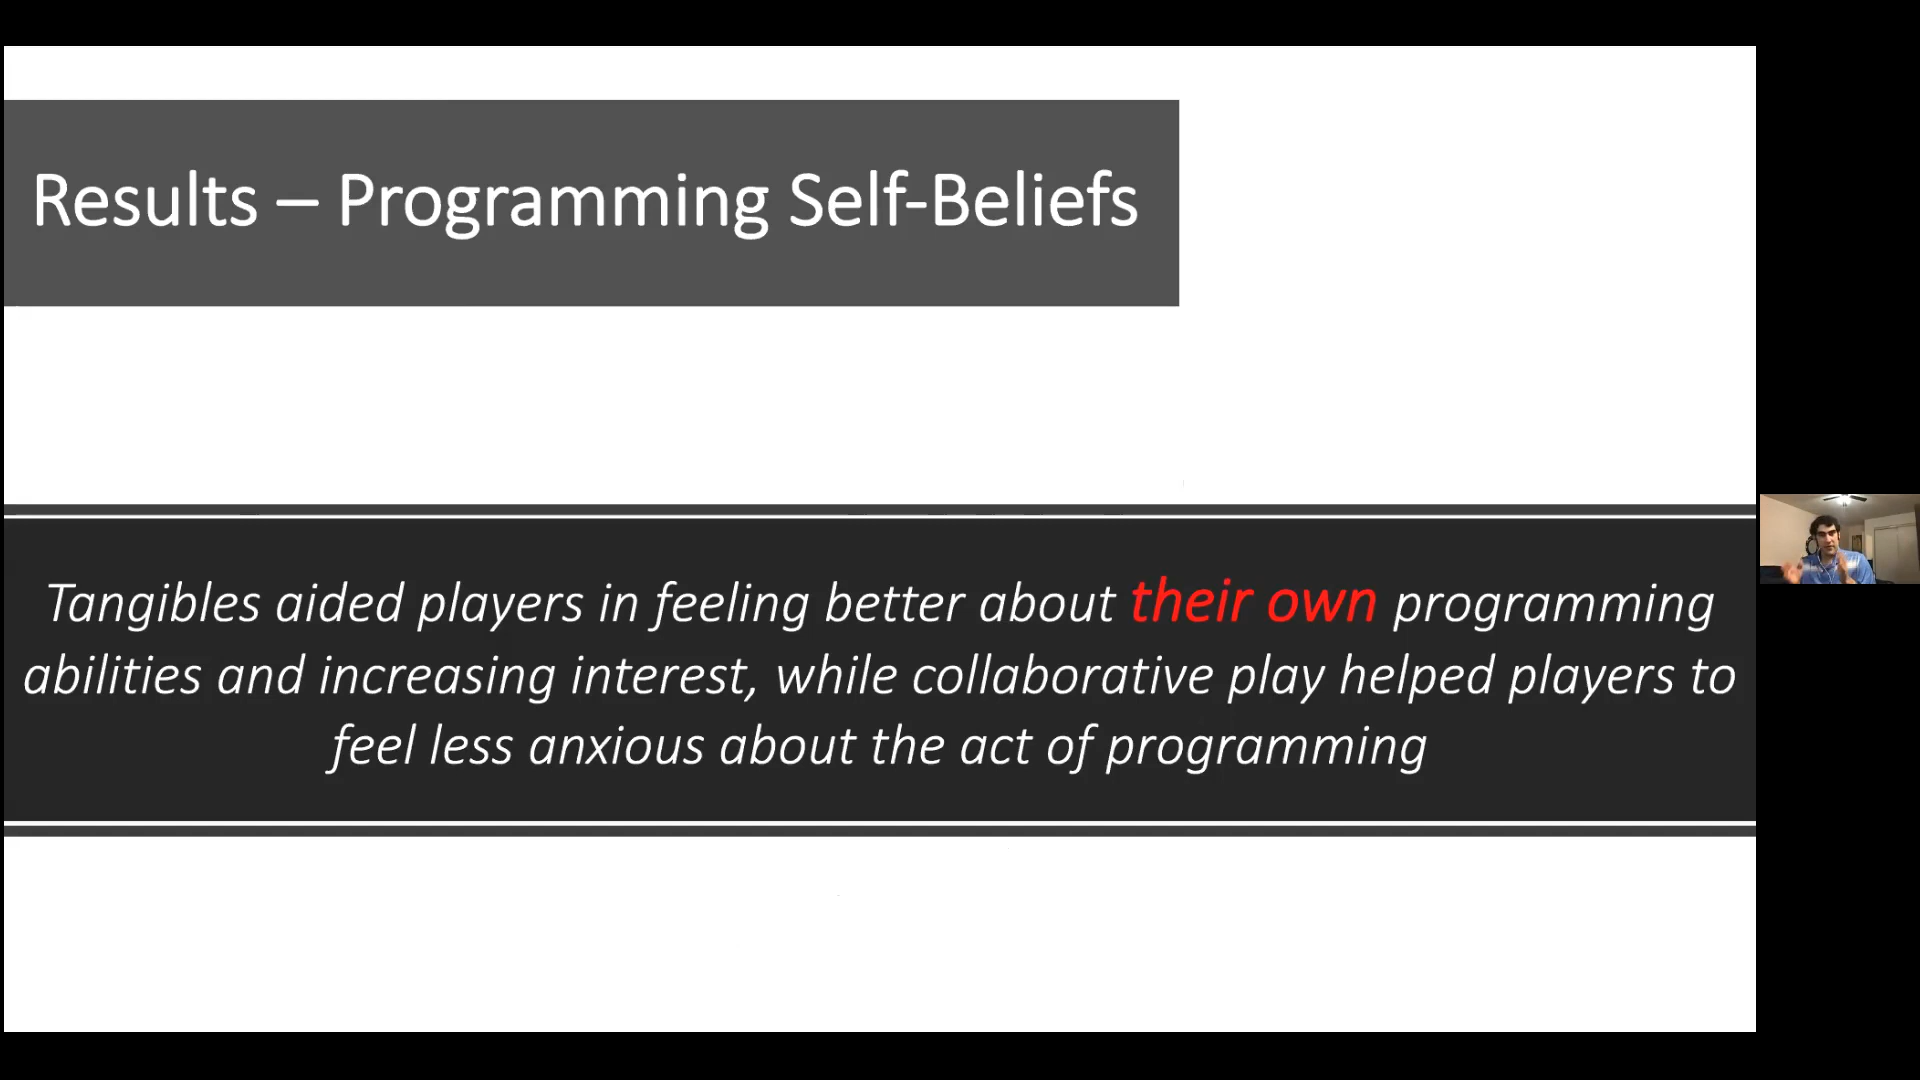 Results – Programming Self-Beliefs
Tangibles aided players in feeling better about their own programming
abilities and increasing interest, while collaborative play helped players to
feel less anxious about the act of programming